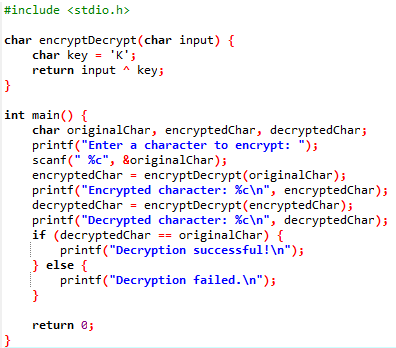 #include <stdio.h>

char encryptDecrypt(char input) {
    char key = 'K';
    return input ^ key;
}

int main() {
    char originalChar, encryptedChar, decryptedChar;
    printf("Enter a character to encrypt: ");
    scanf(" %c", &originalChar);
    encryptedChar = encryptDecrypt(originalChar);
    printf("Encrypted character: %c\n", encryptedChar);
    decryptedChar = encryptDecrypt(encryptedChar);
    printf("Decrypted character: %c\n", decryptedChar);
    if (decryptedChar == originalChar) {
        printf("Decryption successful!\n");
    } else {
        printf("Decryption failed.\n");
    }

    return 0;
}